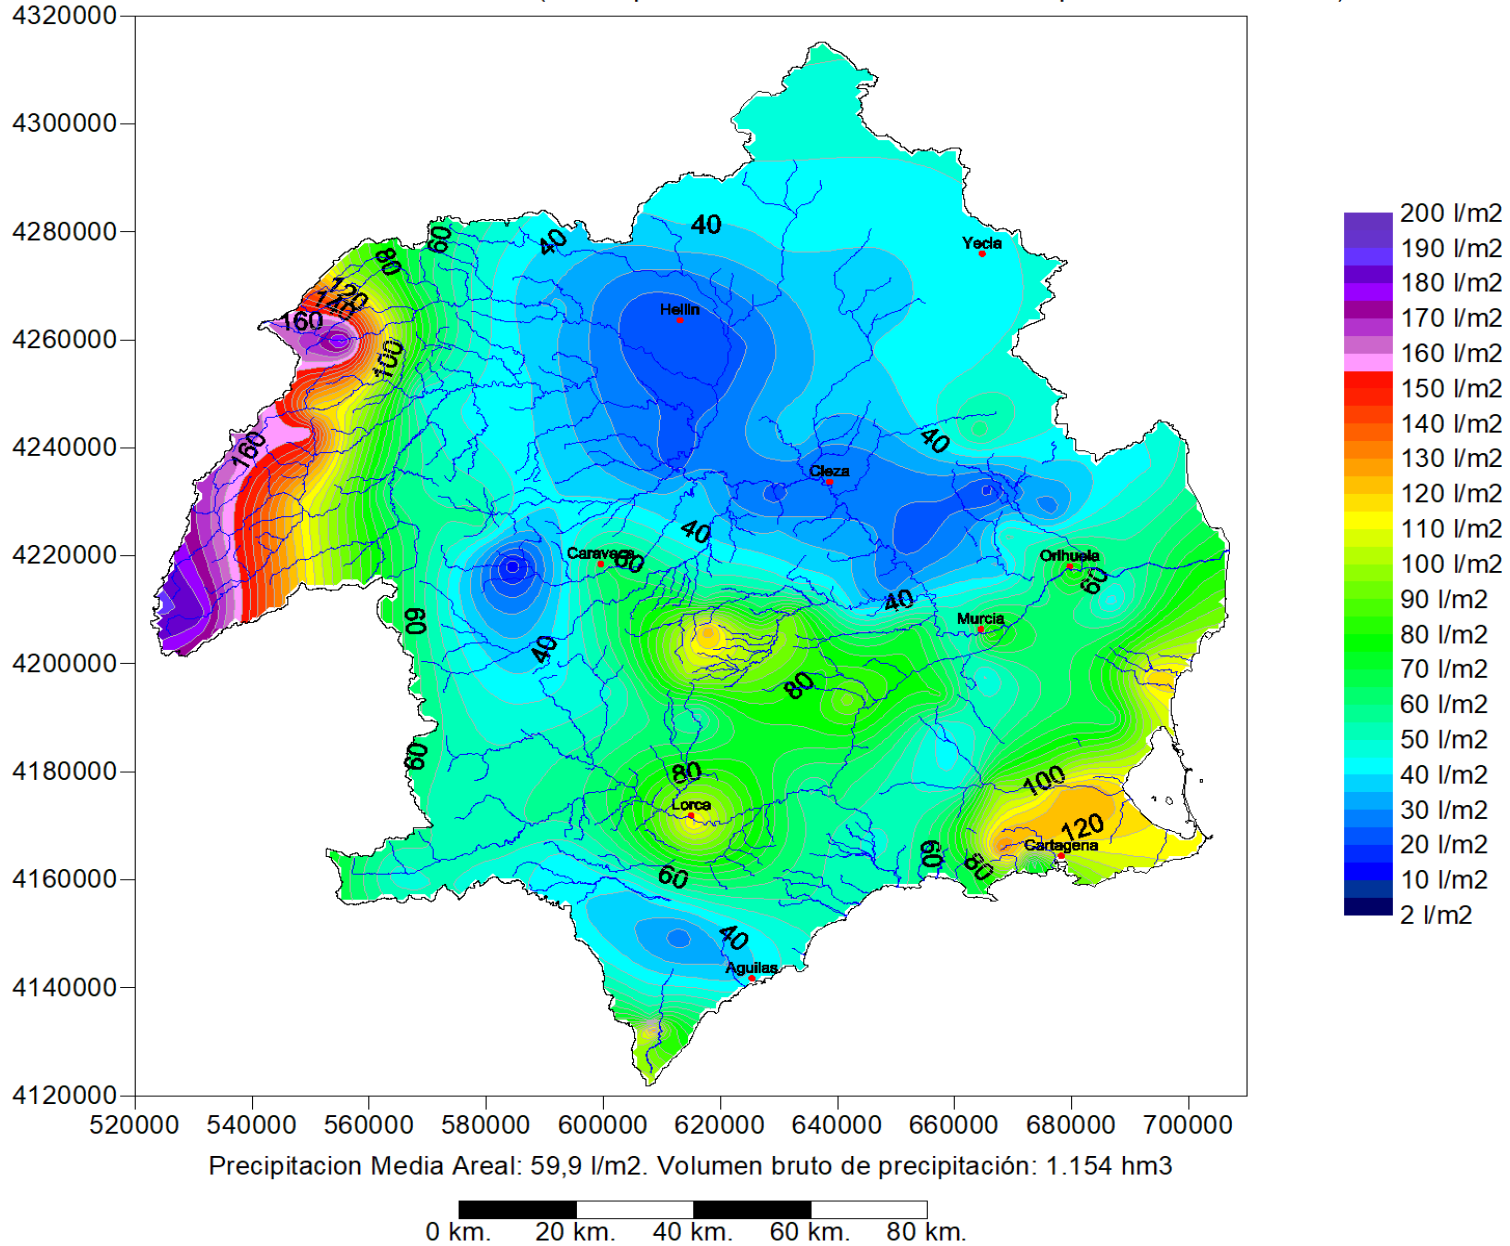 4320000
4300000
4280000
4260000
4240000
4220000
4200000
4180000
4160000
4140000
4120000
520000 540000 560000 580000 600000 620000 640000 660000 680000 700000
40
Yecla
60
40
80
120
140
160
Hellin
100
160
40
Cieza
40
Caravaca
60
Orihuela
60
40
Murcia
60
40
80
60
80
100
Lorca
120
Cartagena
60
80
60
40
Aguilas
200 l/m2
190 l/m2
180 l/m2
170 l/m2
160 l/m2
150 l/m2
140 l/m2
130 l/m2
120 l/m2
110 l/m2
100 l/m2
90 l/m2
80 l/m2
70 l/m2
60 l/m2
50 l/m2
40 l/m2
30 l/m2
20 l/m2
10 l/m2
2 l/m2
Precipitacion Media Areal: 59,9 l/m2. Volumen bruto de precipitación: 1.154 hm3
0 km. 20 km. 40 km. 60 km. 80 km.